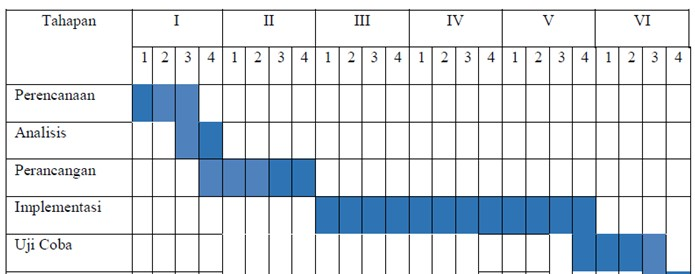 Tahapan I II III IV V VI
1 2 3 4 1 2 3 4 1 2 3 4 1 2 3 4 1 2 3 4 1 2 3 4
Perencanaan
Analisis
Perancangan
Implementasi
Uji Coba